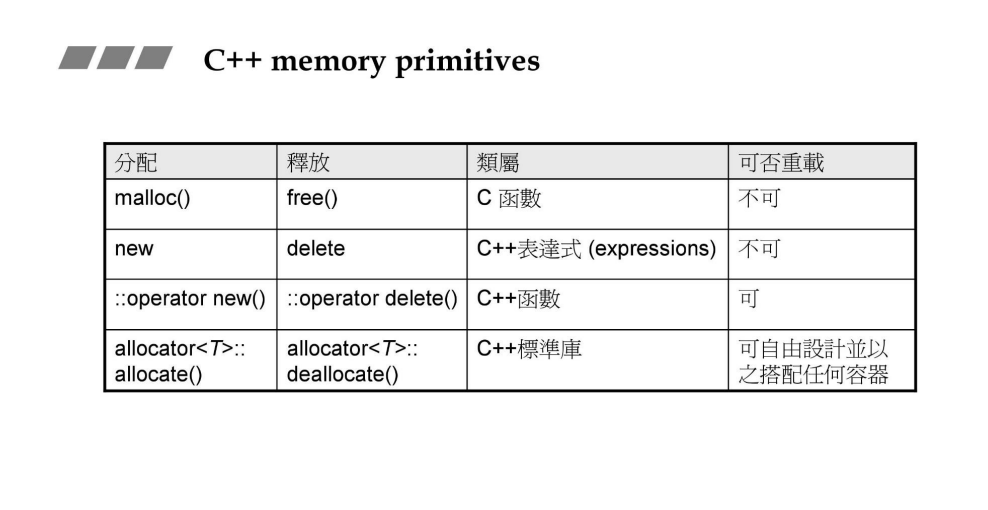 C++ memory primitives
分配 釋放 類屬 可否重載
malloc() free() C 函數 不可
new delete C++表達式 (expressions) 不可
::operator new() ::operator delete() C++函數 可
allocator<T>:: allocator<T>:: C++標準庫 可自由設計並以
allocate() deallocate() 之搭配任何容器